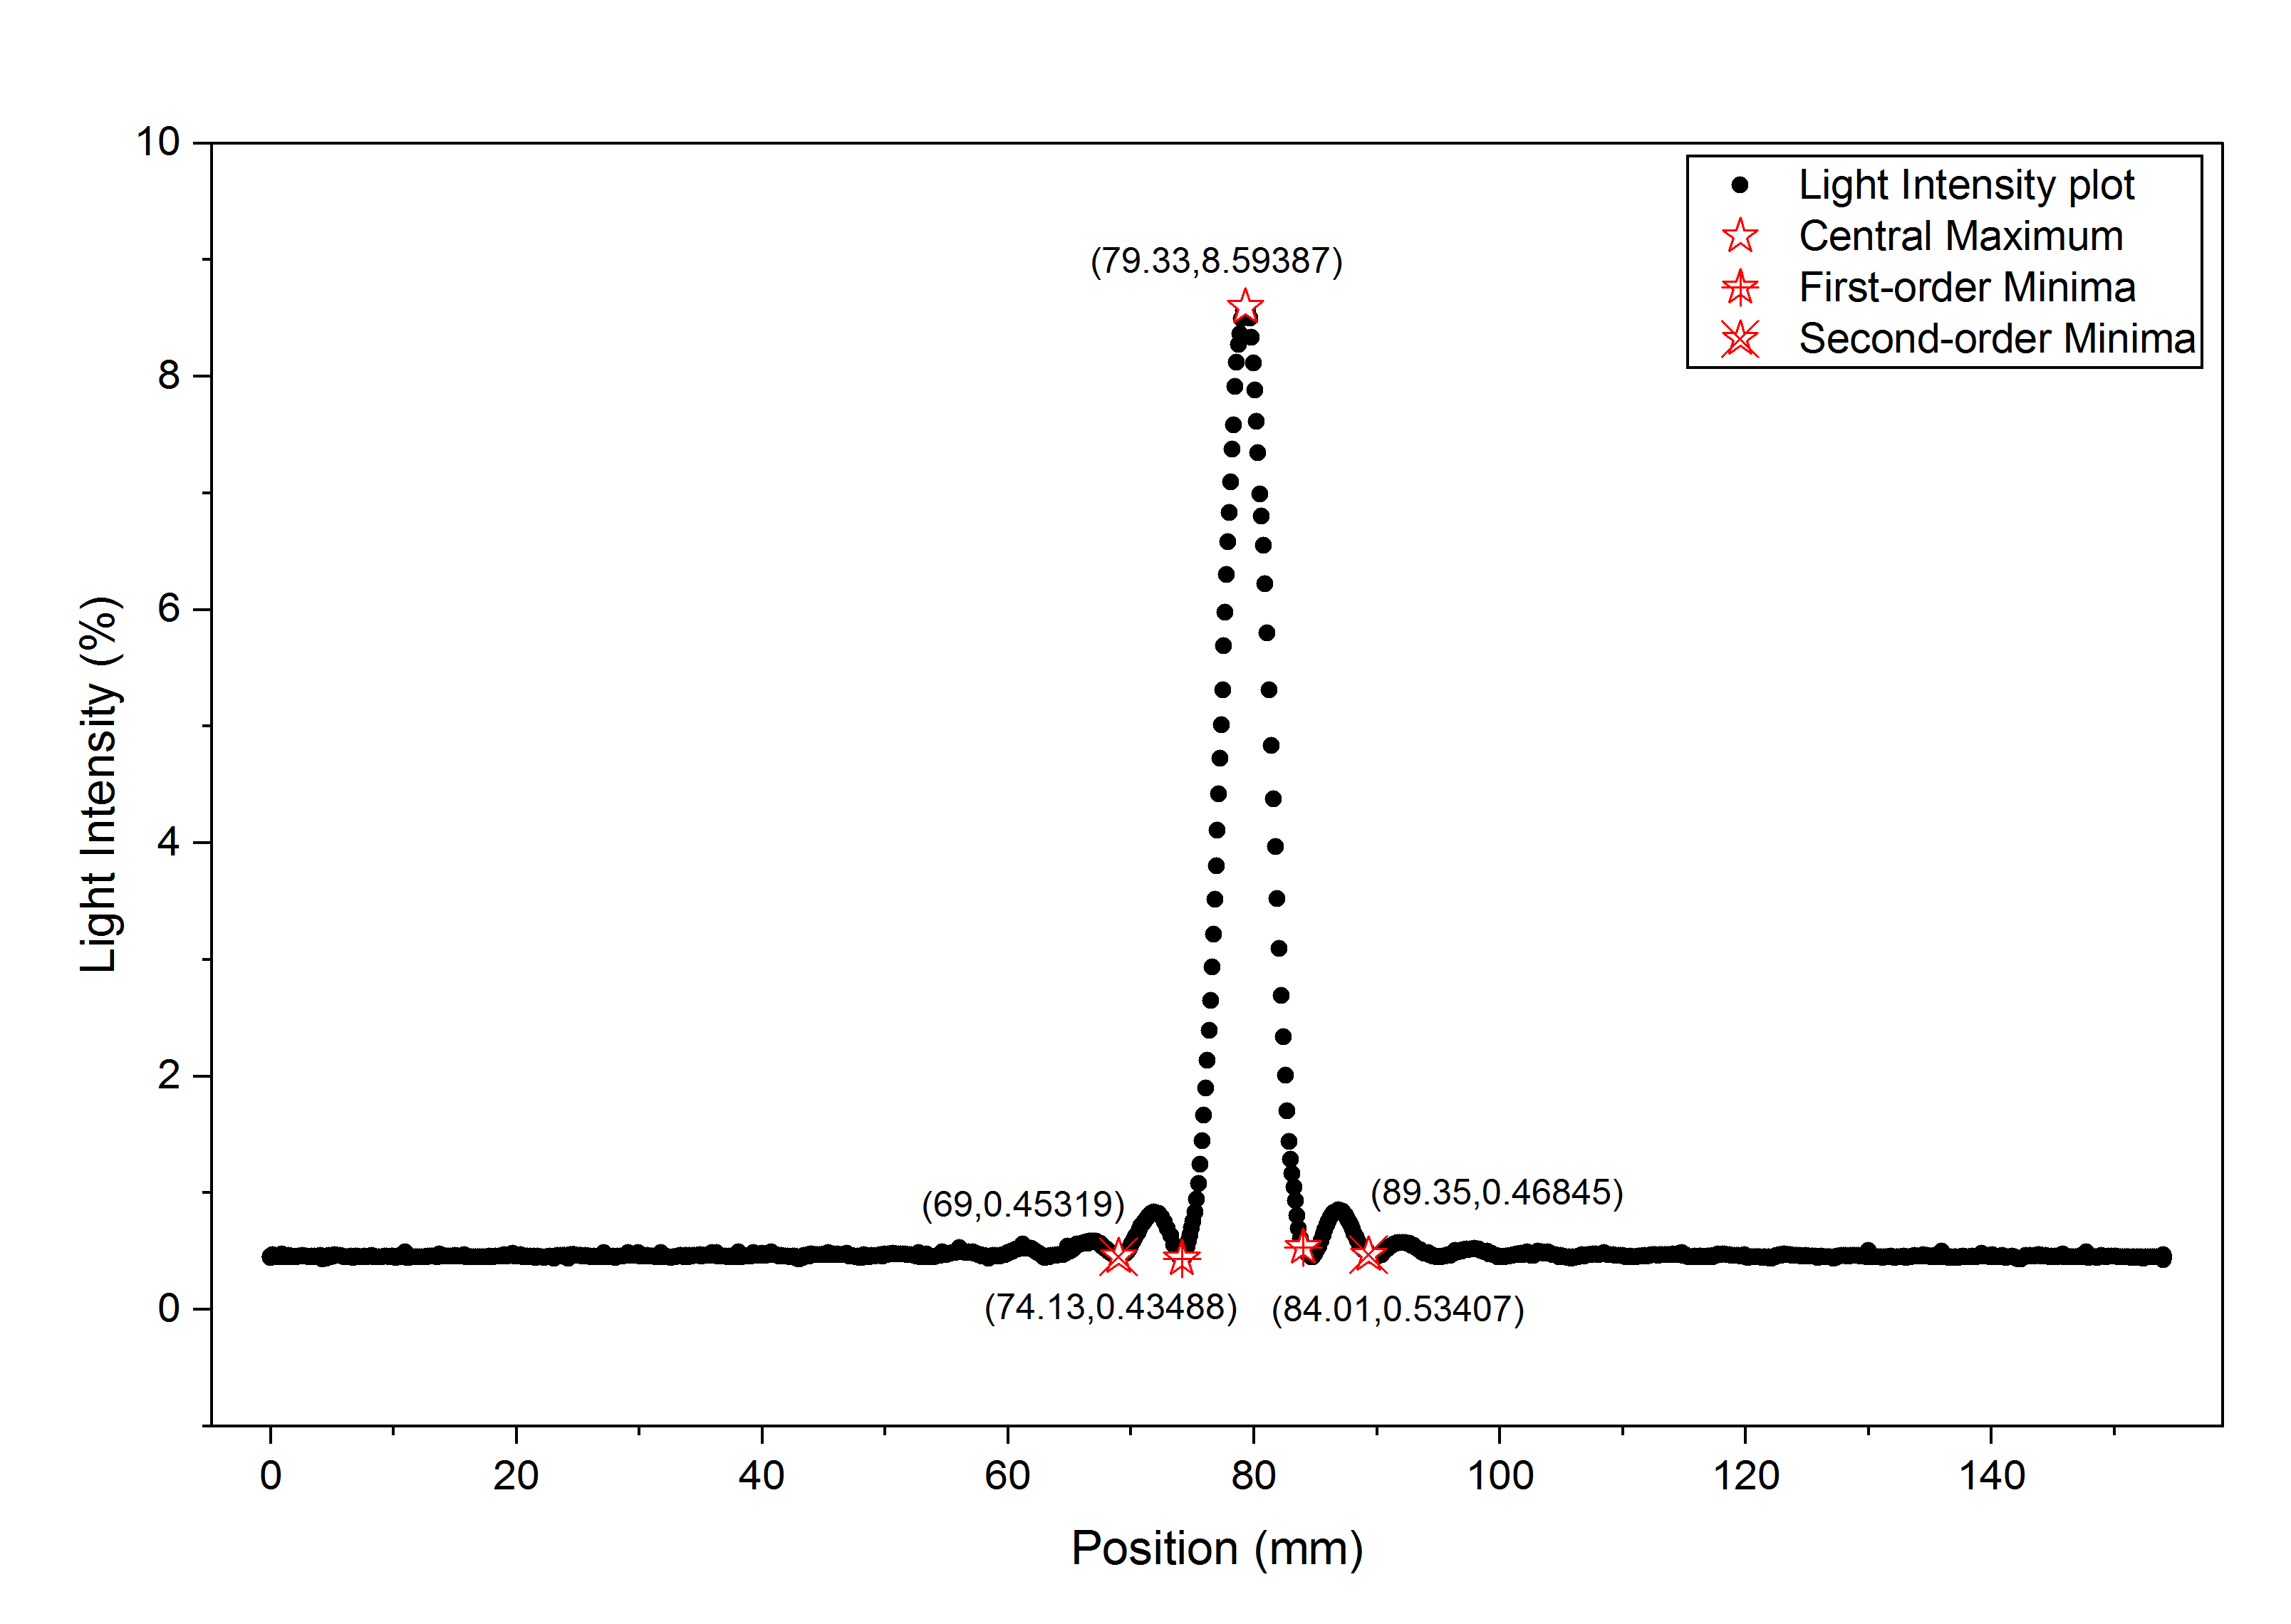 10
8
6
4
2
0
Light Intensity (%)
Light Intensity plot
Central Maximum
First-order Minima
Second-order Minima
(79.33,8.59387)
(69,0.45319)
(89.35,0.46845)
(74.13,0.43488)
(84.01,0.53407)
0 20 40 60 80 100 120 140
Position (mm)